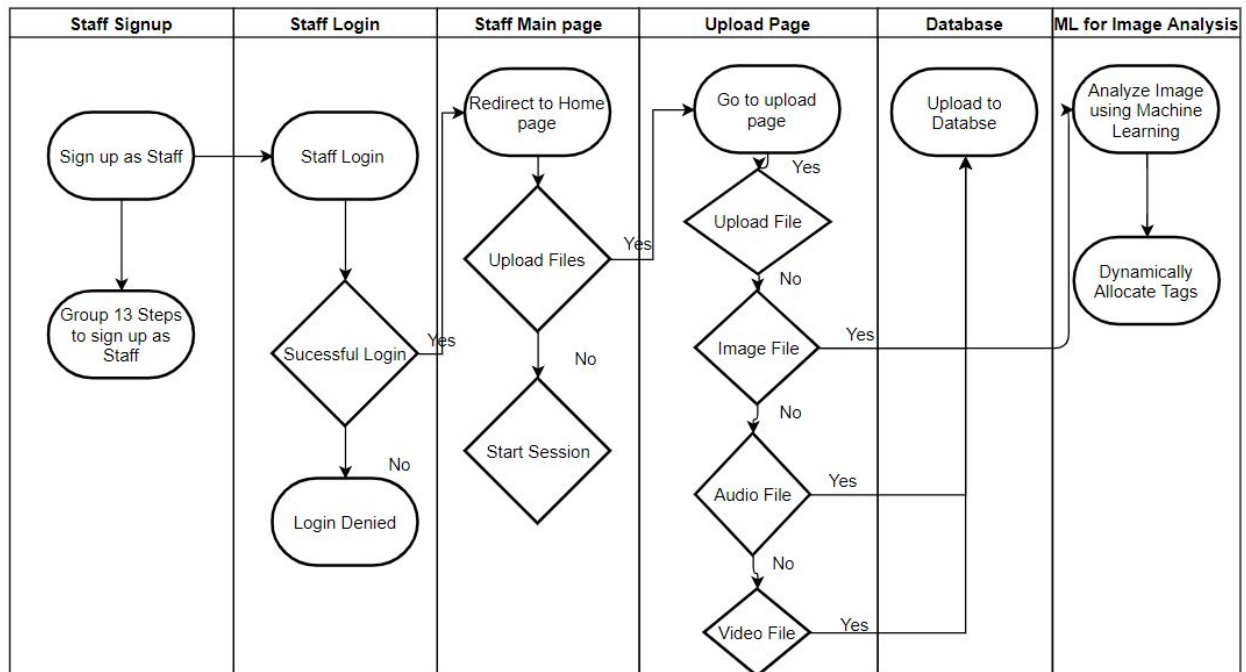 Staff Signup
Staff Login
Staff Main page
Upload Page
Database
ML for Image Analysis
Sign up as Staff
Group 13 Steps
to sign up as
Staff
Staff Login
Sucessful Login
Yes
No
Login Denied
Redirect to Home
page
Upload Files
Yes
No
Start Session
Go to upload
page
Yes
Upload File
No
Image File
Yes
No
Audio File
Yes
No
Video File
Yes
Upload to
Databse
Analyze Image
using Machine
Learning
Dynamically
Allocate Tags